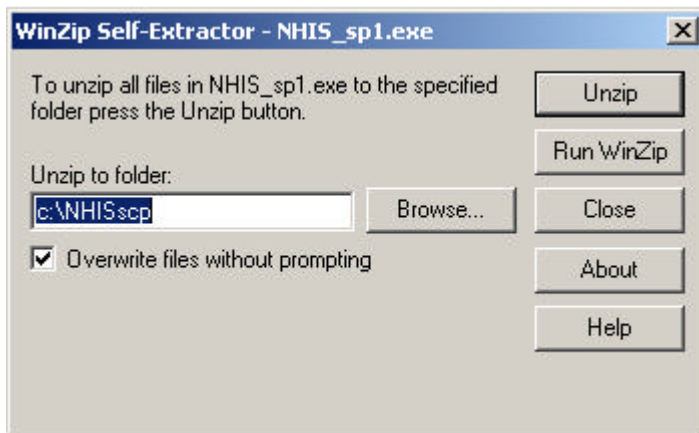 WinZip Self-Extractor - NHIS_sp1.exe
To unzip all files in NHIS_sp1.exe to the specified
folder press the Unzip button.
Unzip to folder:
c:\NHISscp
Browse...
Overwrite files without prompting
Unzip
Run WinZip
Close
About
Help